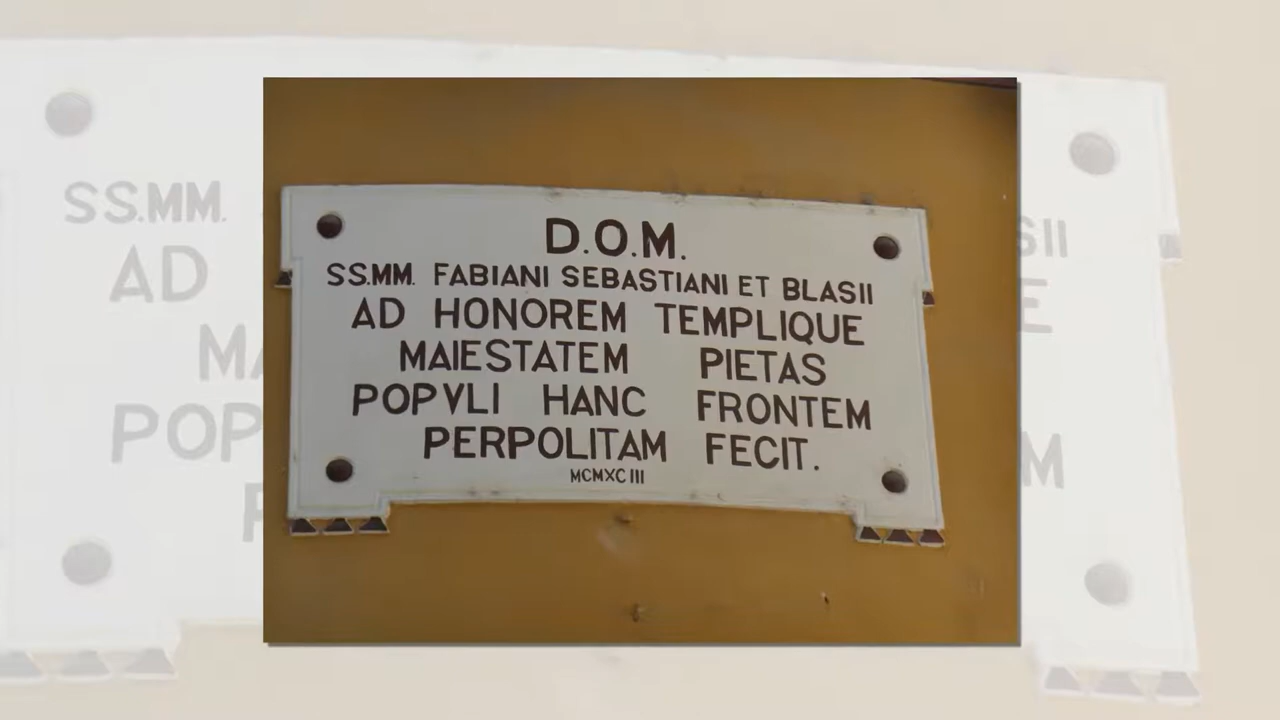 D.O.M.
SS.MM. FABIANI SEBASTIANI ET BLASII
AD HONOREM TEMPLIQUE
MAIESTATEM PIETAS
POPVLI HANC FRONTEM
PERPOLITAM FECIT.
MCMXCIII